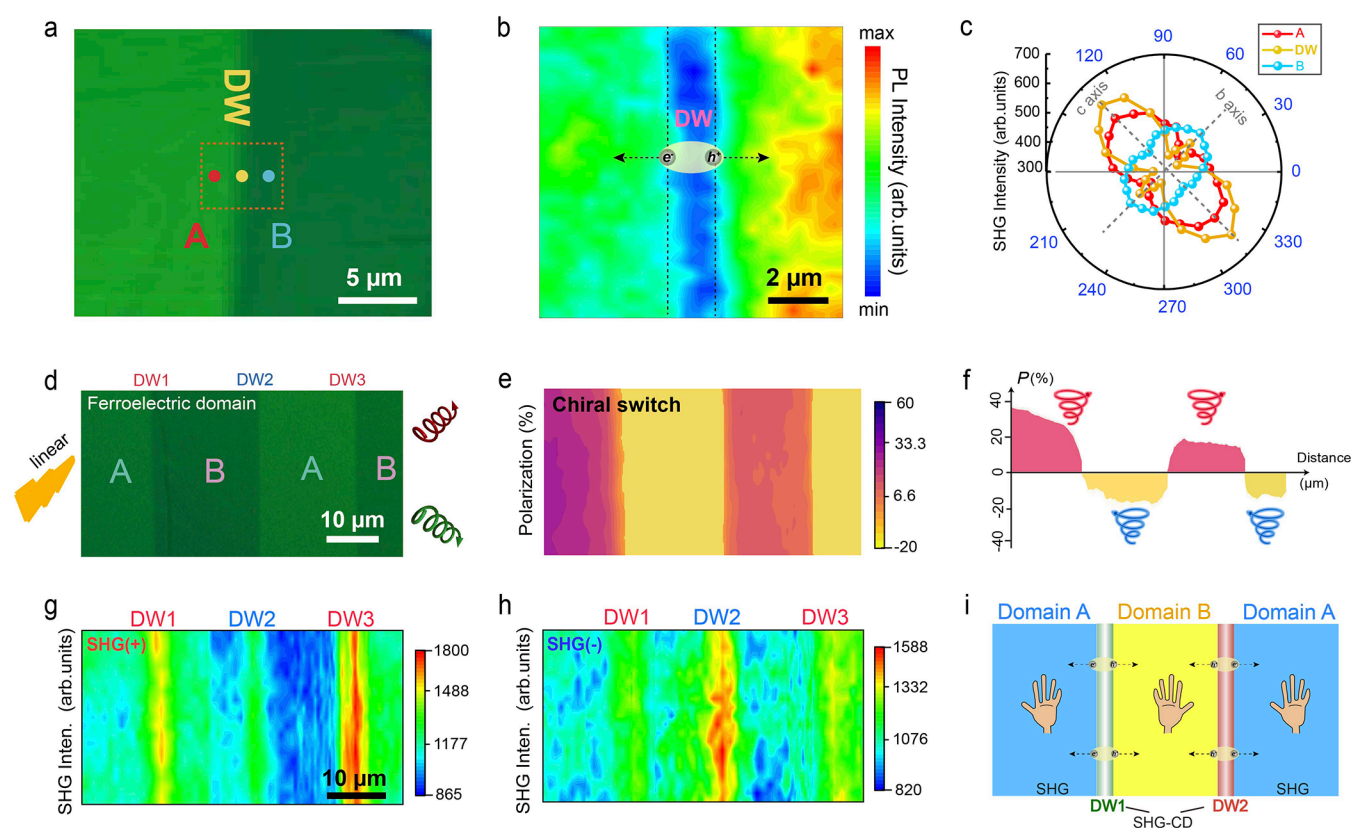 a
DW
A
B
5 µm
b
DW
e-
h+
2 µm
max
PL Intensity (arb.units)
min
c
SHG Intensity (arb.units)
700
600
500
400
300
90
60
30
0
330
300
270
240
210
120
c axis
b axis
A
DW
B
d
DW1
DW2
DW3
Ferroelectric domain
linear
A
B
A
B
10 µm
e
Chiral switch
Polarization (%)
60
33.3
20
6.6
-20
f
P(%)
40
20
0
-20
-40
Distance
(µm)
g
DW1
DW2
DW3
SHG(+)
SHG Inten. (arb.units)
10 µm
1800
1488
1177
865
h
DW1
DW2
DW3
SHG(-)
SHG Inten. (arb.units)
1588
1332
1076
820
i
Domain A
Domain B
Domain A
SHG
SHG
DW1
DW2
SHG-CD